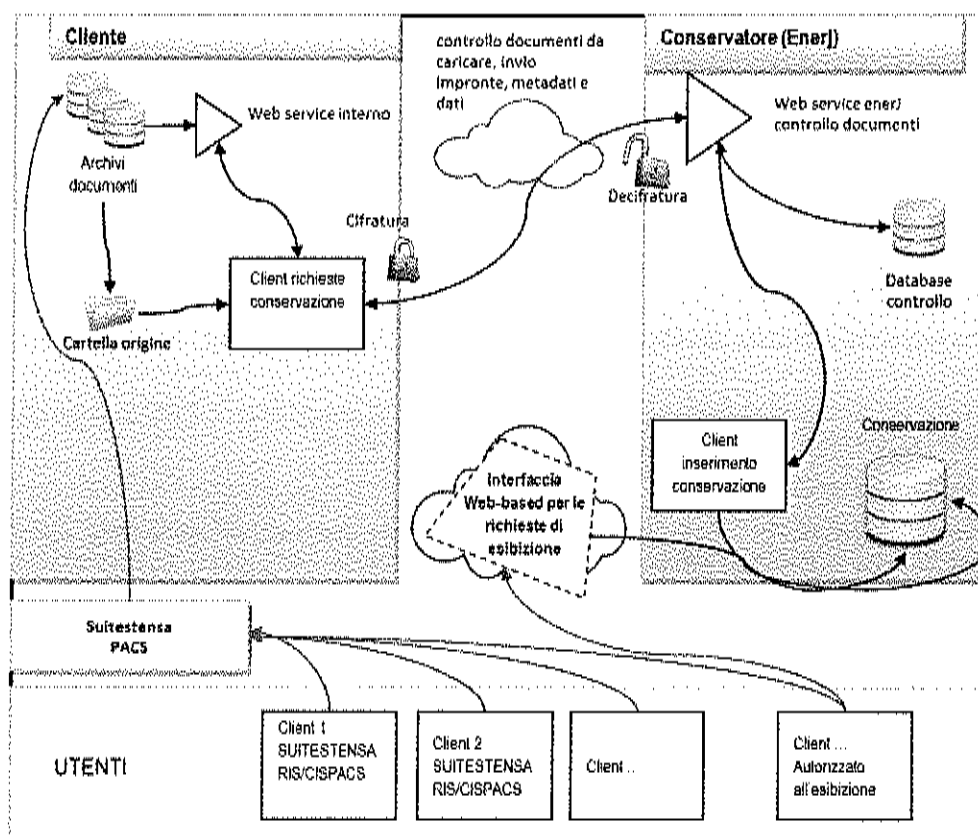 Cliente
controllo documenti da
caricare, invio
impronte, metadati e
dati
Conservatore (Enerj)
Web service interno
Web service enerJ
controllo documenti
Archivi
documenti
Cifratura
Decifratura
Client richieste
conservazione
Database
controllo
Cartella origine
Client
inserimento
conservazione
Conservazione
Interfaccia
Web-based per le
richieste di
esibizione
Suitestensa
PACS
UTENTI
Client 1
SUITESTENSA
RIS/CISPACS
Client 2
SUITESTENSA
RIS/CISPACS
Client ..
Client ...
Autorizzato
all'esibizione